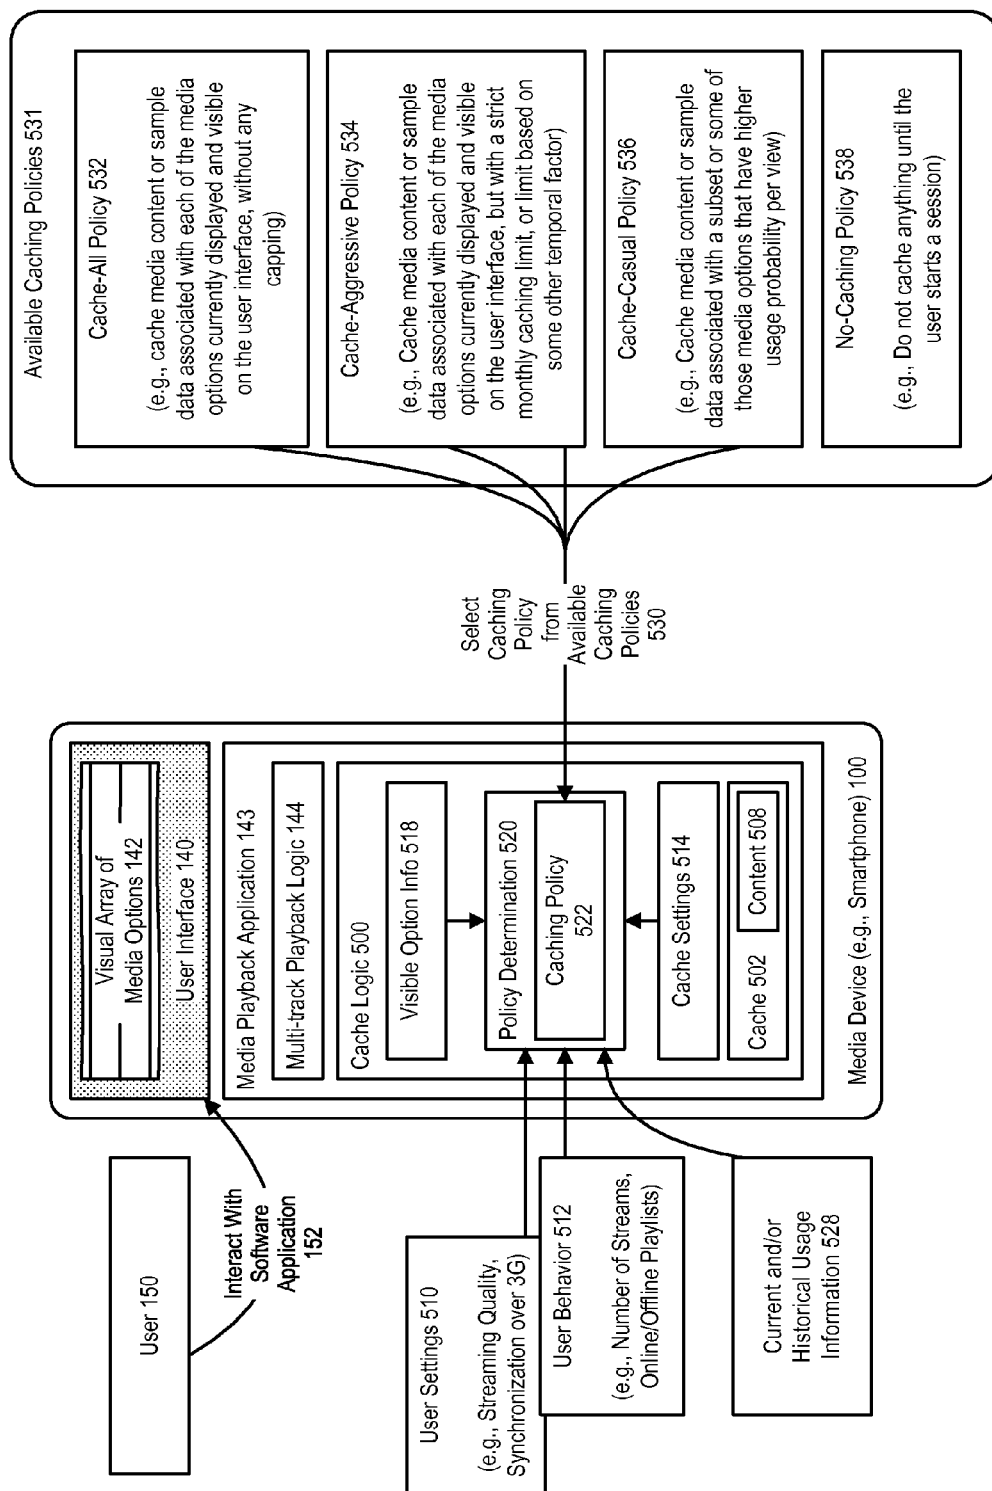 User 150
Interact With
Software
Application
152
User Settings 510
(e.g., Streaming Quality,
Synchronization over 3G)
User Behavior 512
(e.g., Number of Streams,
Online/Offline Playlists)
Current and/or
Historical Usage
Information 528
Visual Array of
Media Options 142
User Interface 140
Media Playback Application 143
Multi-track Playback Logic 144
Cache Logic 500
Visible Option Info 518
Policy Determination 520
Caching Policy
522
Cache Settings 514
Cache 502
Content 508
Media Device (e.g., Smartphone) 100
Select
Caching
Policy
from
Available
Caching
Policies
530
Available Caching Policies 531
Cache-All Policy 532
(e.g., cache media content or sample
data associated with each of the media
options currently displayed and visible
on the user interface, without any
capping)
Cache-Aggressive Policy 534
(e.g., Cache media content or sample
data associated with each of the media
options currently displayed and visible
on the user interface, but with a strict
monthly caching limit, or limit based on
some other temporal factor)
Cache-Casual Policy 536
(e.g., Cache media content or sample
data associated with a subset or some of
those media options that have higher
usage probability per view)
No-Caching Policy 538
(e.g., Do not cache anything until the
user starts a session)